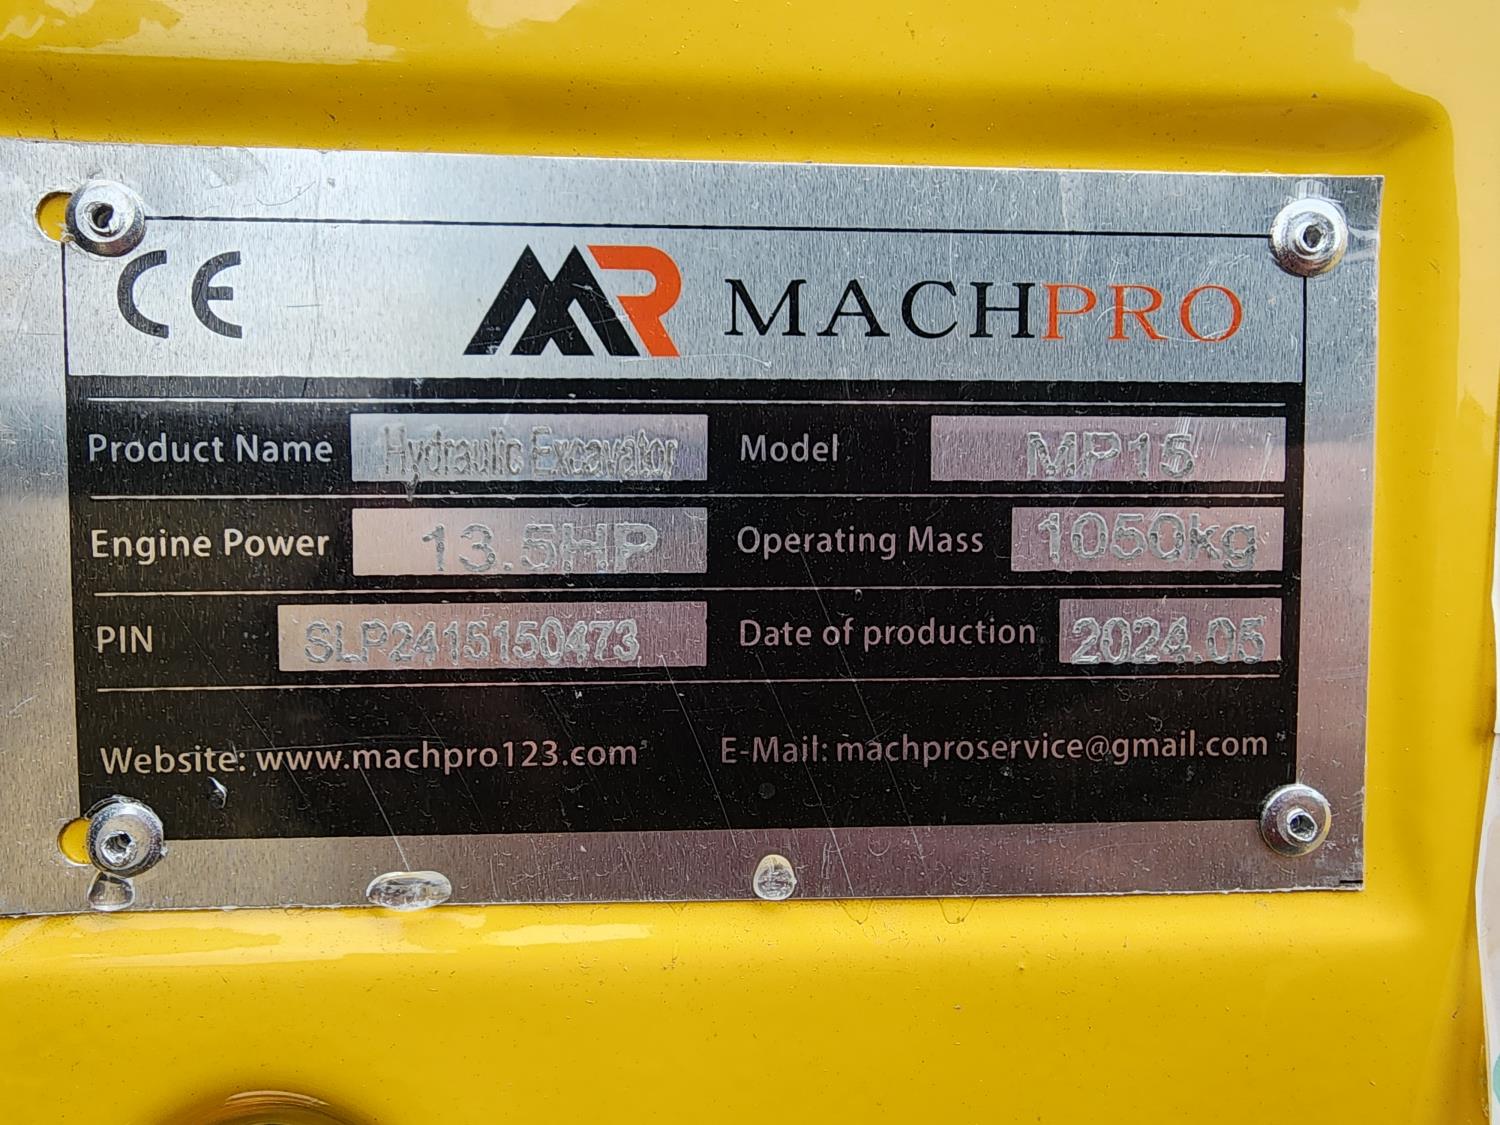 CE MR MACHPRO
Product Name Hydraulic Excavator Model MP15
Engine Power 13.5HP Operating Mass 1050kg
PIN SLP2415150473 Date of production 2024.05
Website: www.machpro123.com E-Mail: machproservice@gmail.com